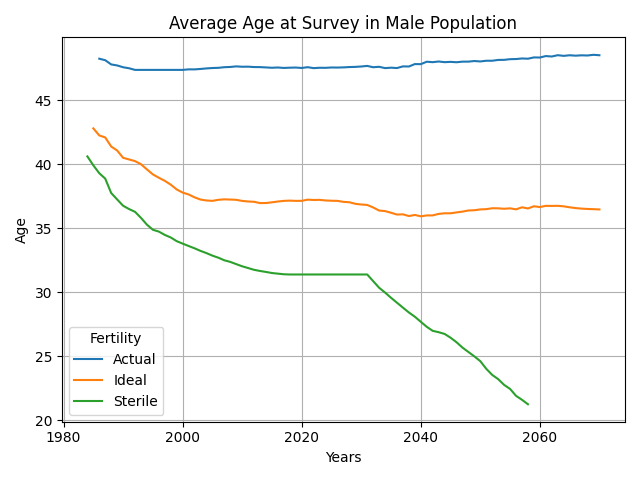 Average Age at Survey in Male Population
Age
45
40
35
30
25
20
Fertility
Actual
Ideal
Sterile
1980 2000 2020 2040 2060
Years